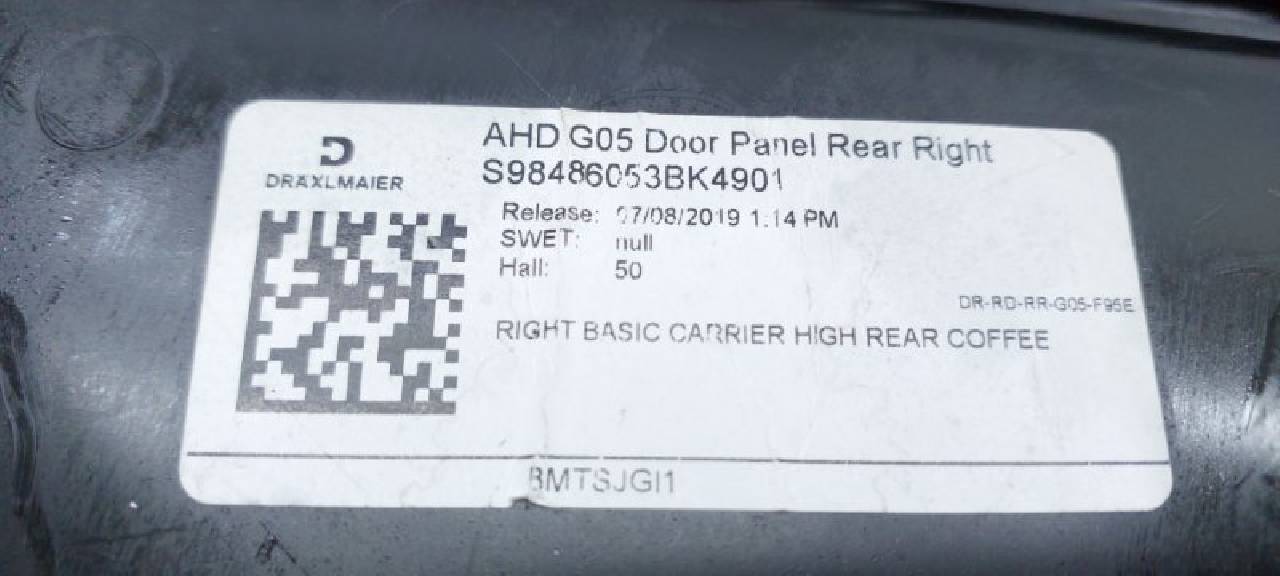 AHD G05 Door Panel Rear Right
S98486053BK4901
DRÄXLMAIER
Release: 07/08/2019 1:14 PM
SWET: null
Hall: 50
DR-RD-RR-G05-F95E
RIGHT BASIC CARRIER HIGH REAR COFFEE
BMTSJGI1